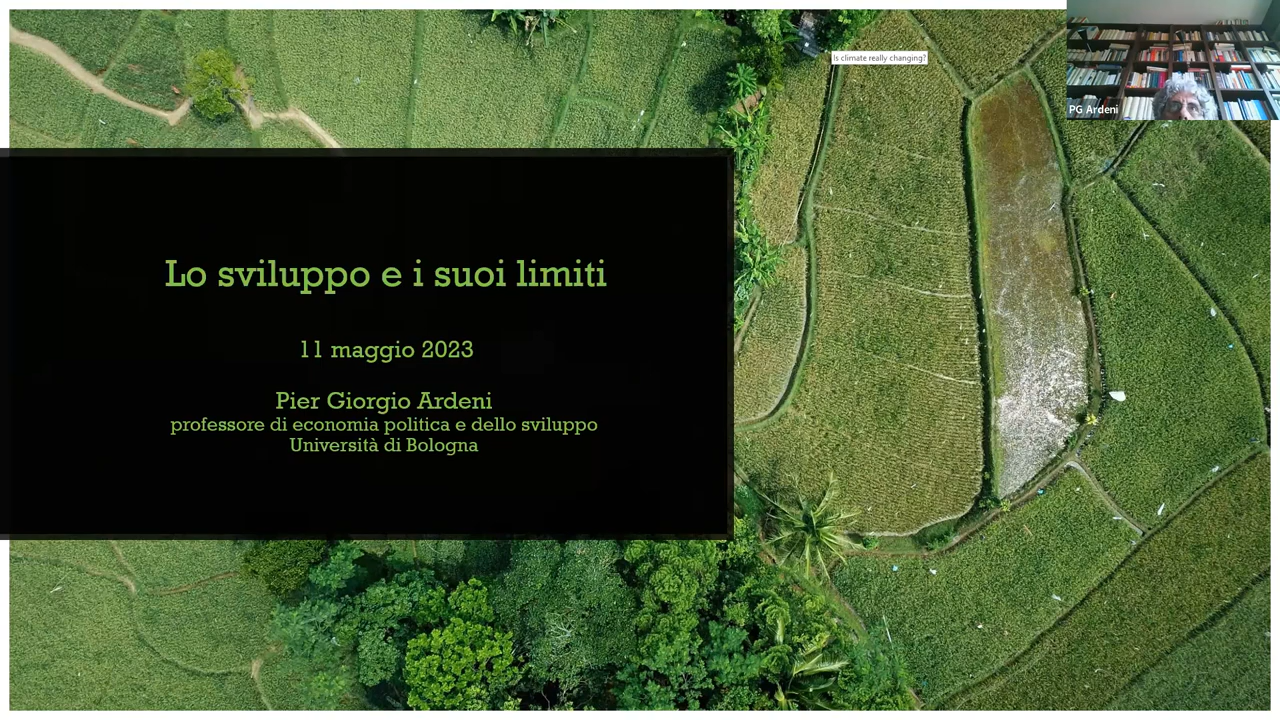 Is climate really changing?
PG Ardeni
Lo sviluppo e i suoi limiti
11 maggio 2023
Pier Giorgio Ardeni
professore di economia politica e dello sviluppo
Università di Bologna